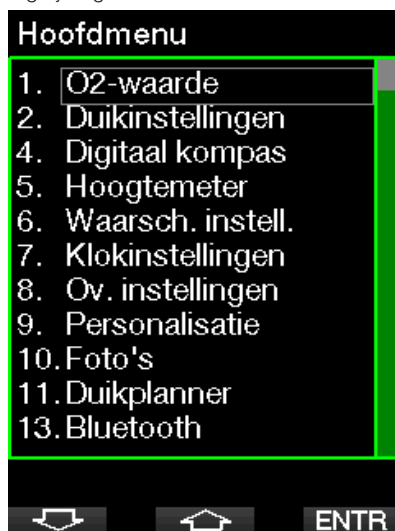 Hoofdmenu
1. O2-waarde
2. Duikinstellingen
4. Digitaal kompas
5. Hoogtemeter
6. Waarsch. instell.
7. Klokinstellingen
8. Ov. instellingen
9. Personalisatie
10. Foto's
11. Duikplanner
13. Bluetooth
ENTR